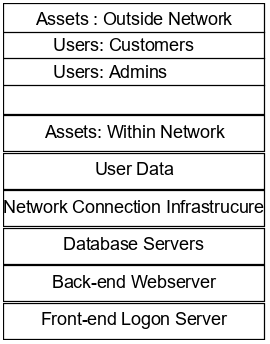 Assets : Outside Network
Users: Customers
Users: Admins
Assets: Within Network
User Data
Network Connection Infrastrucure
Database Servers
Back-end Webserver
Front-end Logon Server